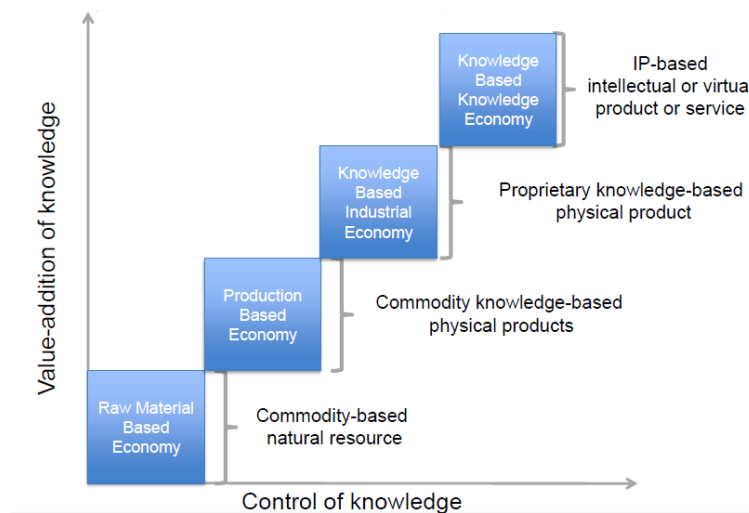 Knowledge
Based
Knowledge
Economy
IP-based
intellectual or virtua
product or service
Knowledge
Based
Industrial
Economy
Proprietary knowledge-based
physical product
Production
Based
Economy
Commodity knowledge-based
physical products
Raw Material
Based
Economy
Commodity-based
natural resource
Value-addition of knowledge
Control of knowledge